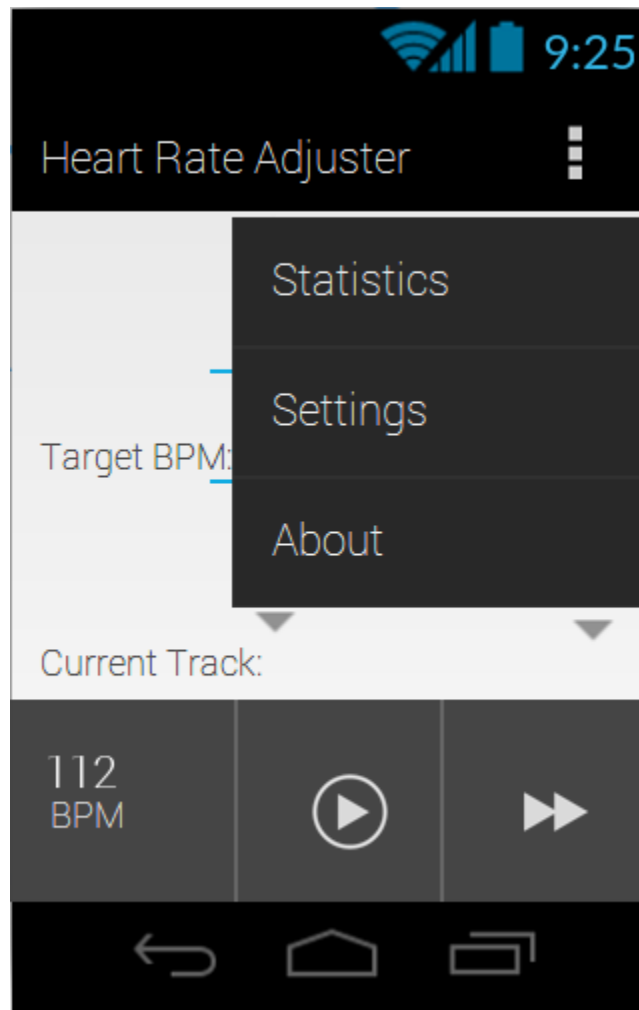 9:25
Heart Rate Adjuster
Statistics
Settings
Target BPM:
About
Current Track:
112
BPM